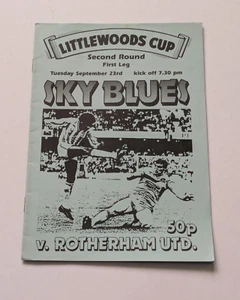 LITTLEWOODS CUP
Second Round
First Leg
Tuesday September 23rd kick off 7.30 pm
SKY BLUES
50p
v. ROTHERHAM UTD.